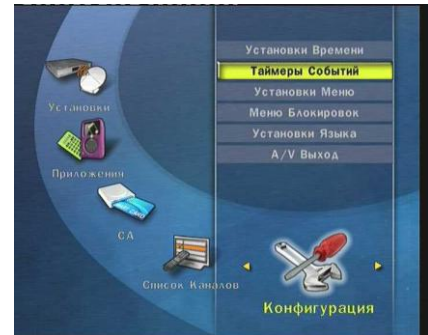 Установки Времени
Таймеры Событий
Установки Меню
Меню Блокировок
Установки Языка
A/V Выход
Установки
Приложения
CA
Список Каналов
Конфигурация